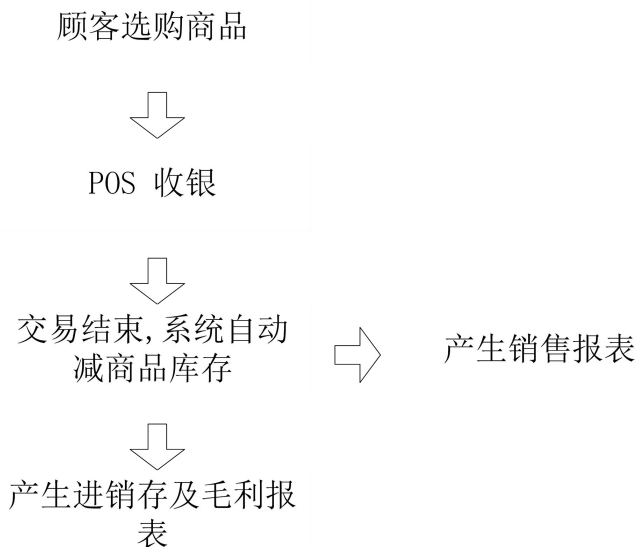 顾客选购商品
POS 收银
交易结束,系统自动
减商品库存
产生销售报表
产生进销存及毛利报
表